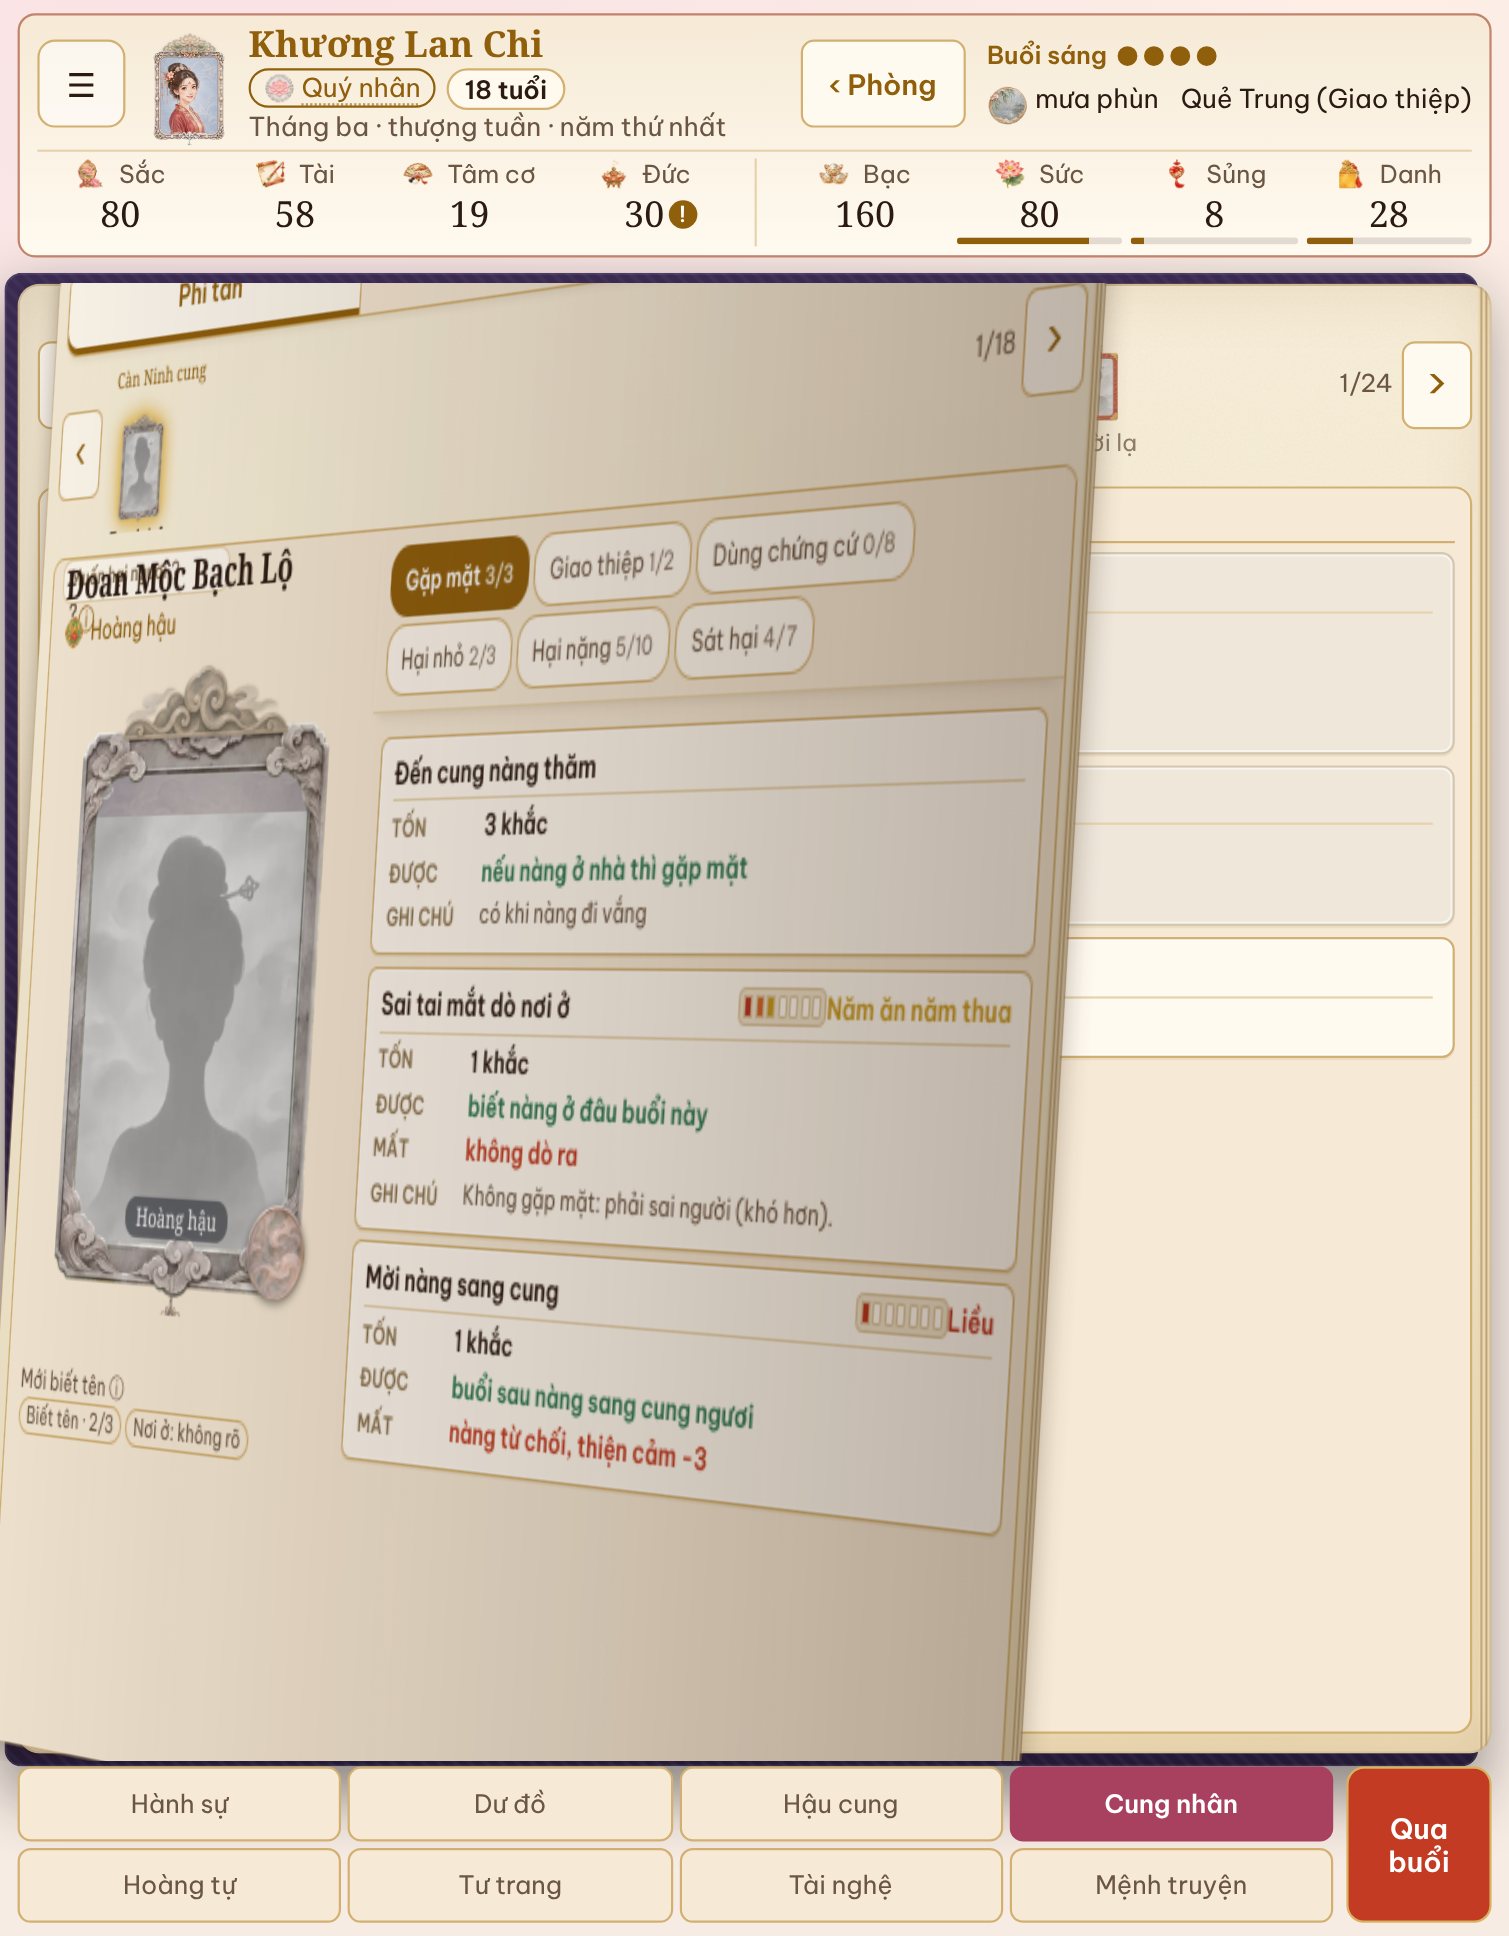 Khương Lan Chi
Quý nhân
18 tuổi
Tháng ba · thượng tuần · năm thứ nhất
‹ Phòng
Buổi sáng
mưa phùn Quẻ Trung (Giao thiệp)
Sắc Tài Tâm cơ Đức Bạc Sức Sủng Danh
80 58 19 30 ! 160 80 8 28
Phi tần
1/18
Càn Ninh cung
1/24
Đoàn Mộc Bạch Lộ
Hoàng hậu
Gặp mặt 3/3
Giao thiệp 1/2
Dùng chứng cứ 0/8
Hại nhỏ 2/3
Hại nặng 5/10
Sát hại 4/7
Đến cung nàng thăm
TỐN 3 khắc
ĐƯỢC nếu nàng ở nhà thì gặp mặt
GHI CHÚ có khi nàng đi vắng
Sai tai mắt dò nơi ở
Năm ăn năm thua
TỐN 1 khắc
ĐƯỢC biết nàng ở đâu buổi này
MẤT không dò ra
GHI CHÚ Không gặp mặt: phải sai người (khó hơn).
Mời nàng sang cung
Liều
TỐN 1 khắc
ĐƯỢC buổi sau nàng sang cung ngươi
MẤT nàng từ chối, thiện cảm -3
Hoàng hậu
Mới biết tên
Biết tên · 2/3
Nơi ở: không rõ
Hành sự
Dư đồ
Hậu cung
Cung nhân
Qua buổi
Hoàng tự
Tư trang
Tài nghệ
Mệnh truyện